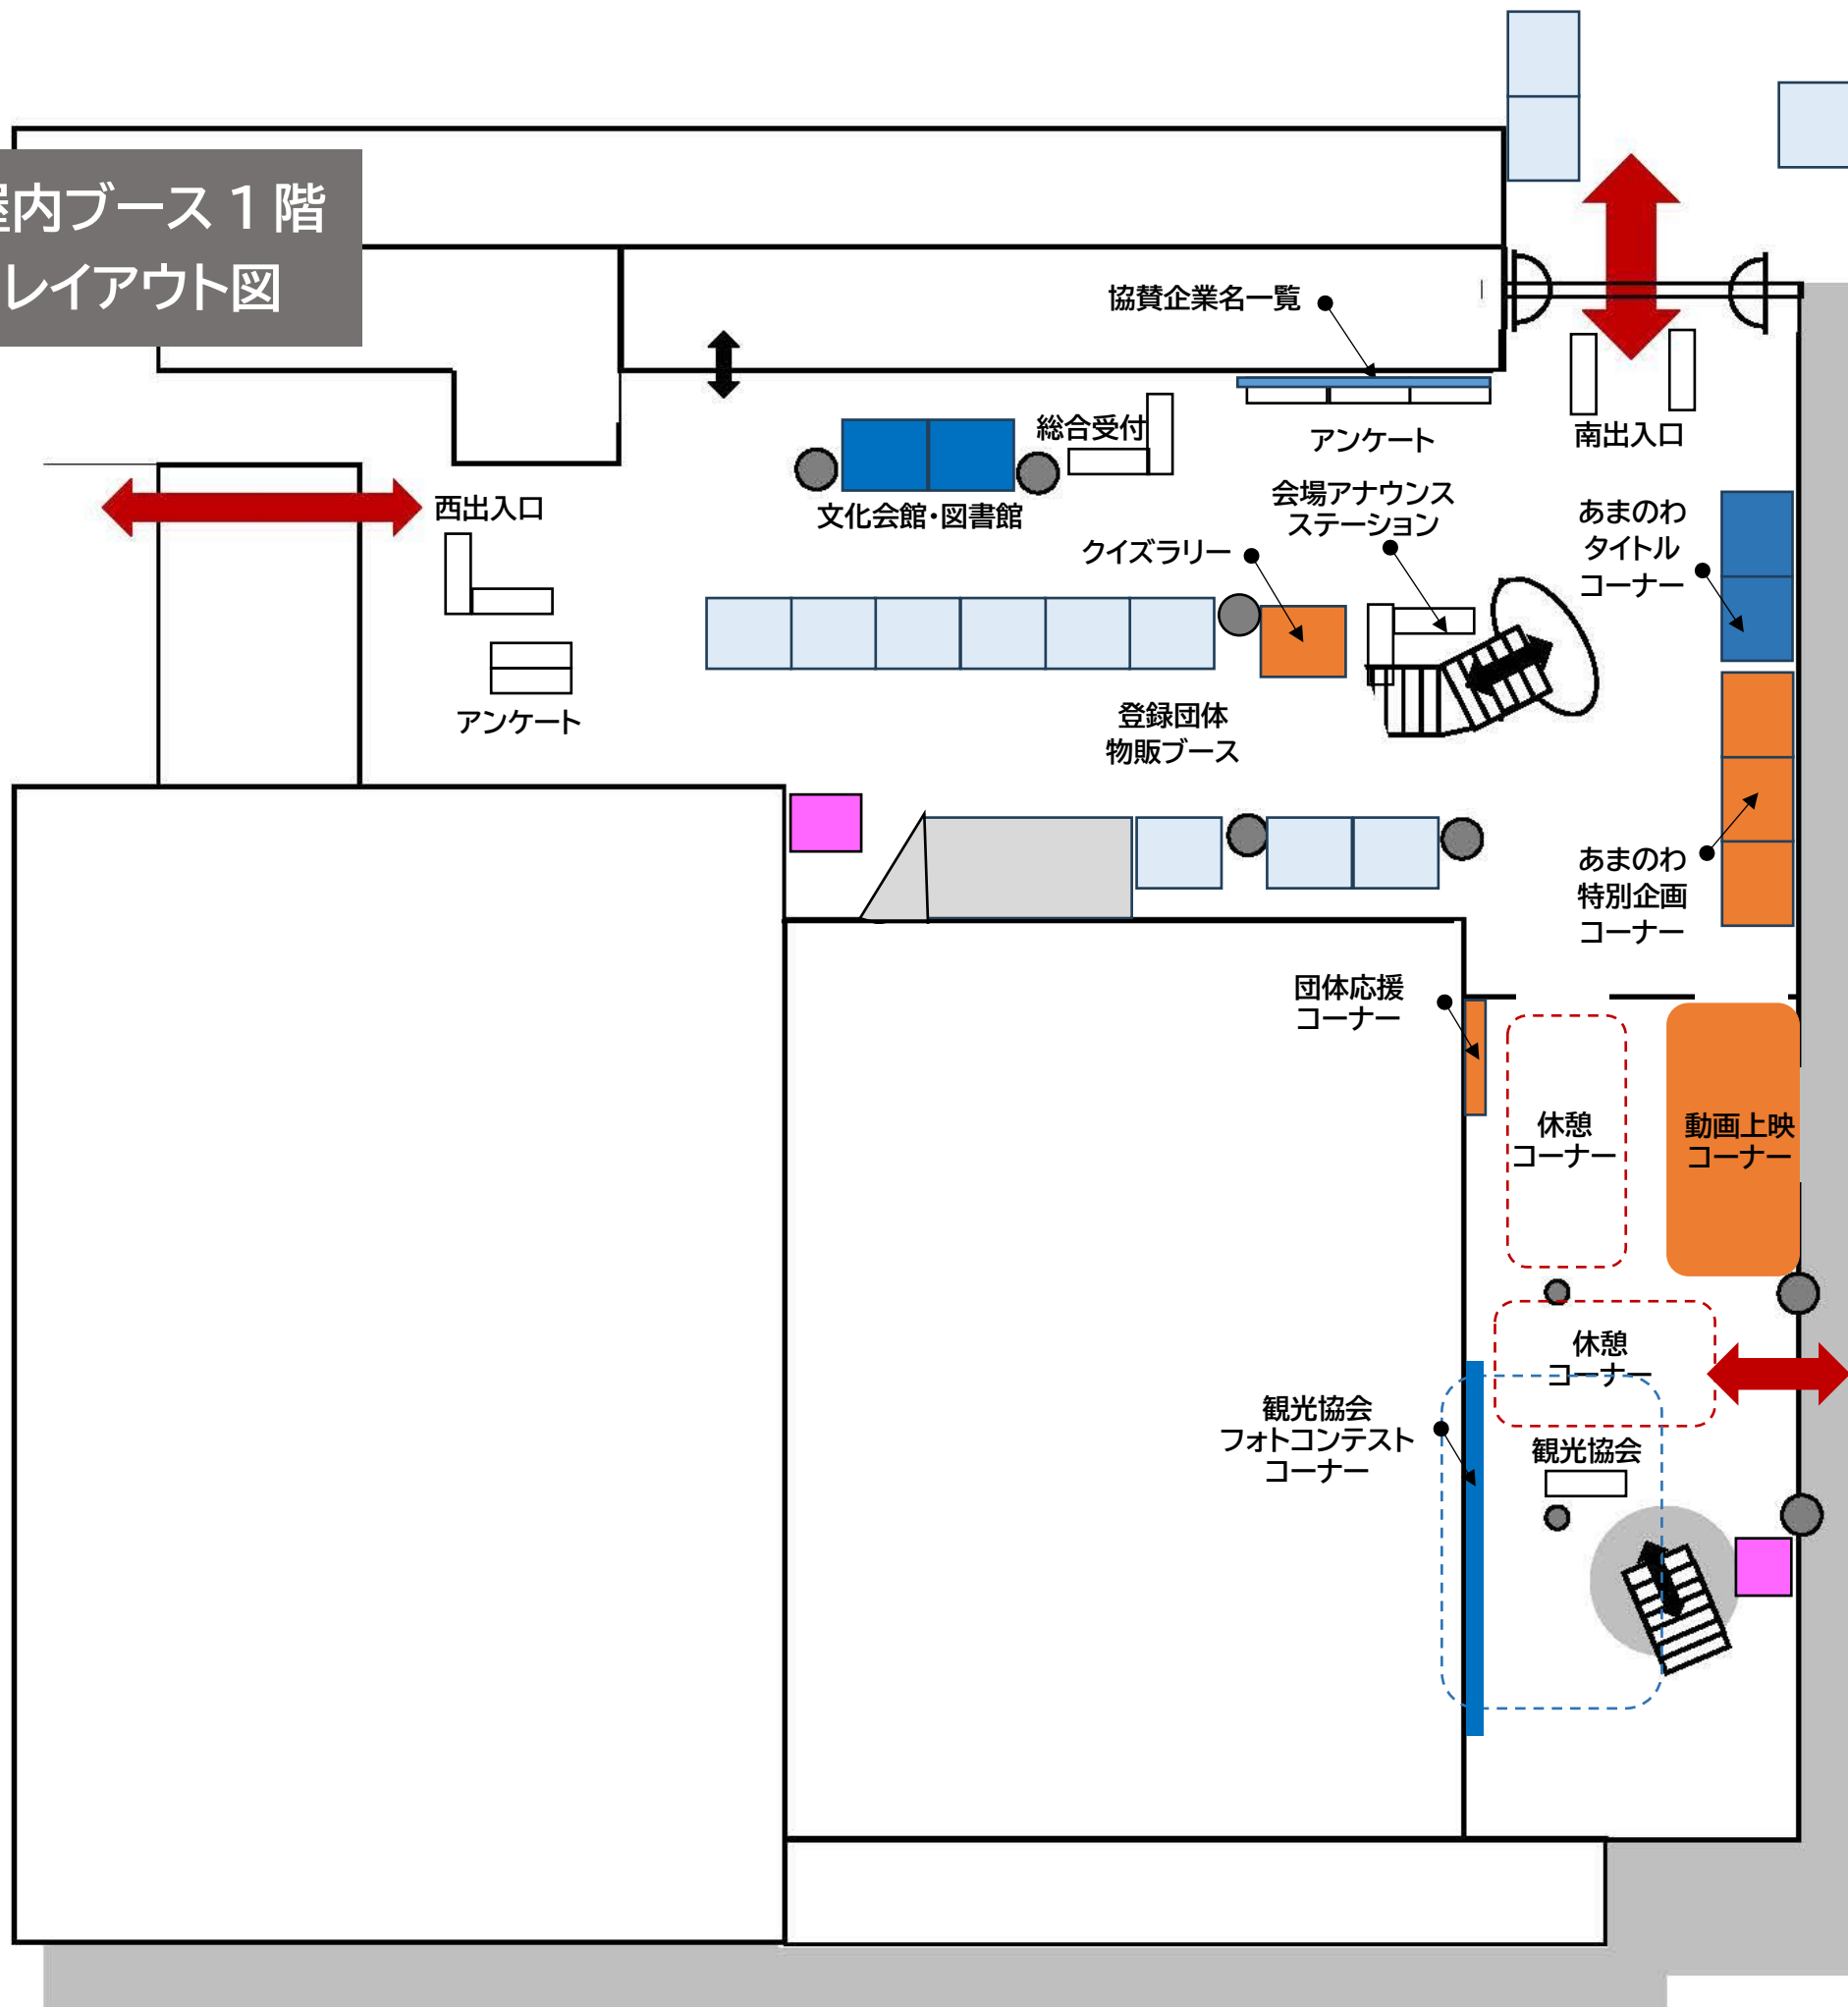 屋内ブース１階
レイアウト図
協賛企業名一覧
総合受付
アンケート
南出入口
西出入口
文化会館・図書館
会場アナウンス
ステーション
クイズラリー
あまのわ
タイトル
コーナー
アンケート
登録団体
物販ブース
あまのわ
特別企画
コーナー
団体応援
コーナー
休憩
コーナー
動画上映
コーナー
休憩
コーナー
観光協会
フォトコンテスト
コーナー
観光協会